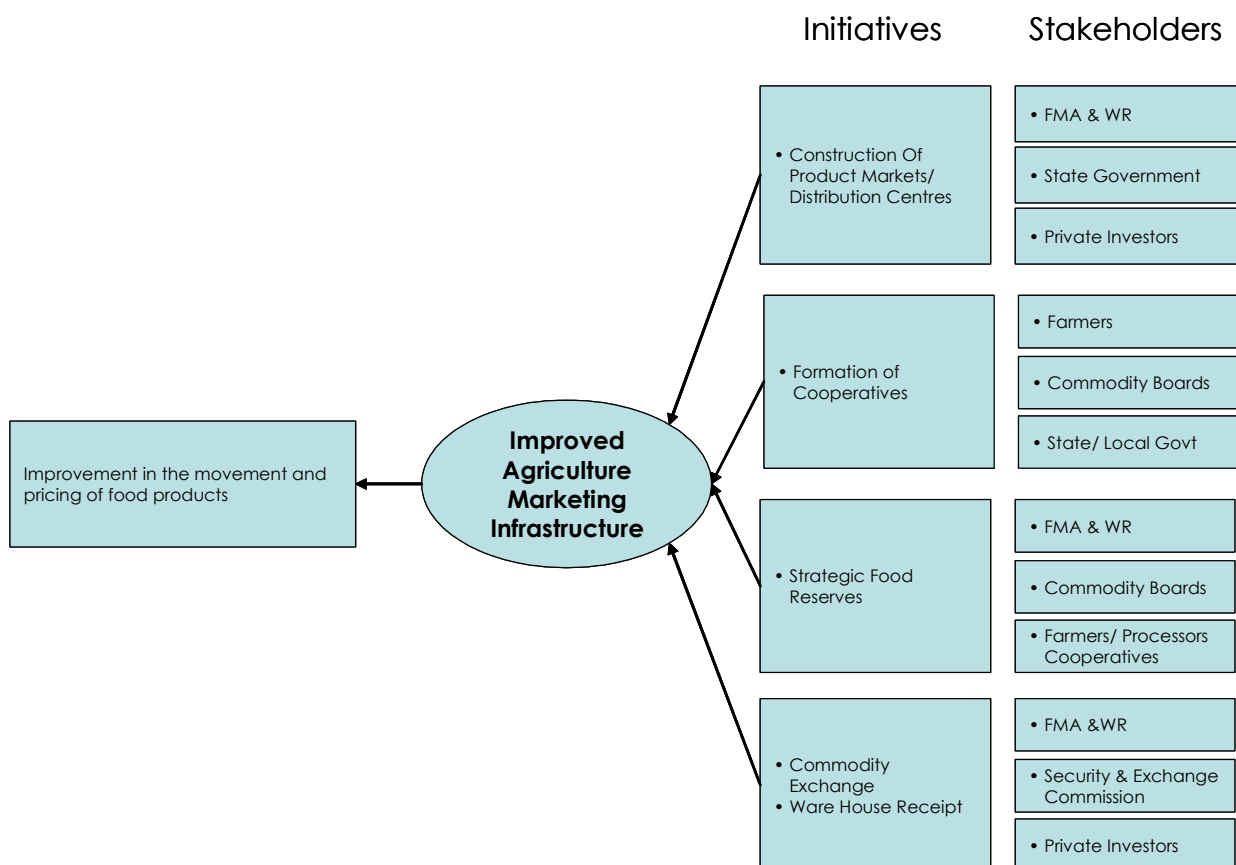 Initiatives Stakeholders
• Construction Of
Product Markets/
Distribution Centres
• FMA & WR
• State Government
• Private Investors
• Formation of
Cooperatives
• Farmers
• Commodity Boards
• State/ Local Govt
Improvement in the movement and
pricing of food products
Improved
Agriculture
Marketing
Infrastructure
• Strategic Food
Reserves
• FMA & WR
• Commodity Boards
• Farmers/ Processors
Cooperatives
• Commodity
Exchange
• Ware House Receipt
• FMA &WR
• Security & Exchange
Commission
• Private Investors